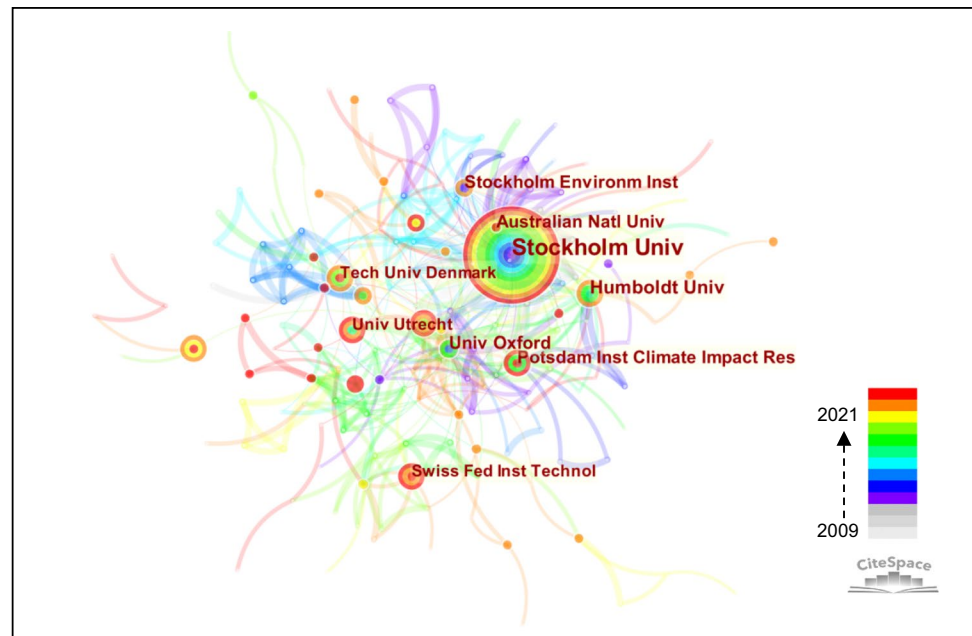 Stockholm Environm Inst
Australian Natl Univ
Stockholm Univ
Tech Univ Denmark
Humboldt Univ
Univ Utrecht
Univ Oxford
Potsdam Inst Climate Impact Res
Swiss Fed Inst Technol
2021
2009
CiteSpace